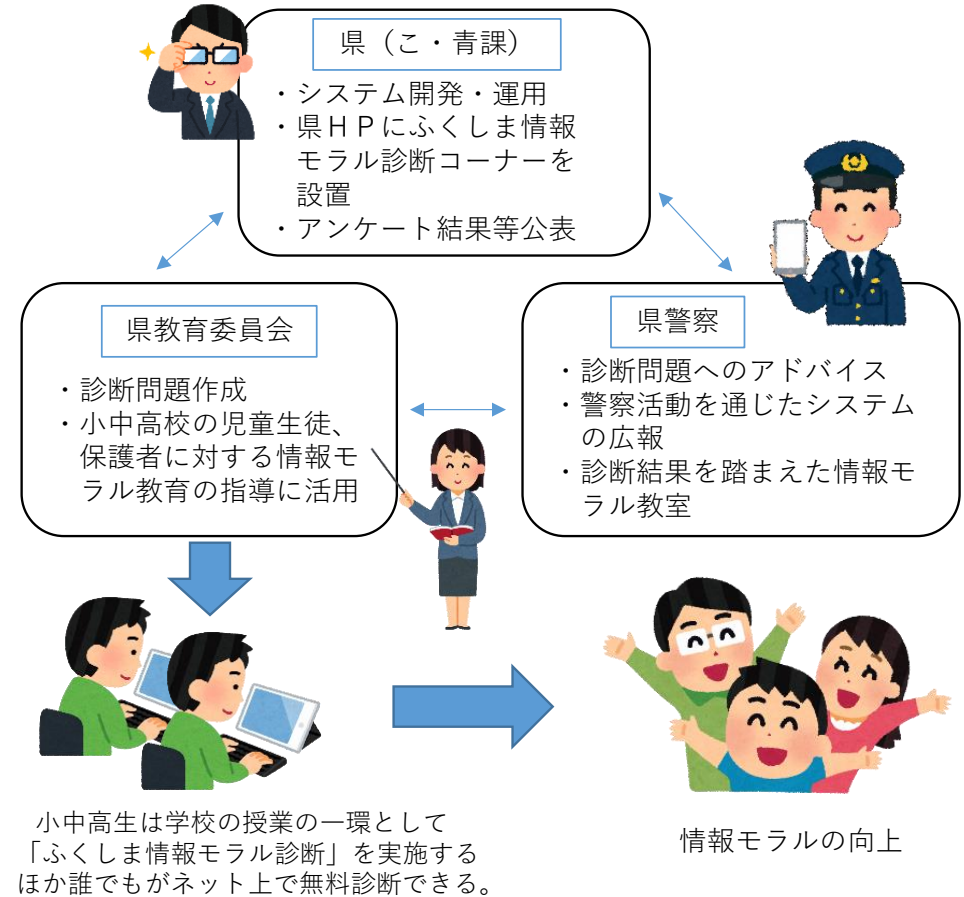 県（こ・青課）
・システム開発・運用
・県ＨＰにふくしま情報
モラル診断コーナーを
設置
・アンケート結果等公表
県教育委員会
・診断問題作成
・小中高校の児童生徒、
保護者に対する情報モ
ラル教育の指導に活用
県警察
・診断問題へのアドバイス
・警察活動を通じたシステム
の広報
・診断結果を踏まえた情報モ
ラル教室
小中高生は学校の授業の一環として
「ふくしま情報モラル診断」を実施する
ほか誰でもがネット上で無料診断できる。
情報モラルの向上